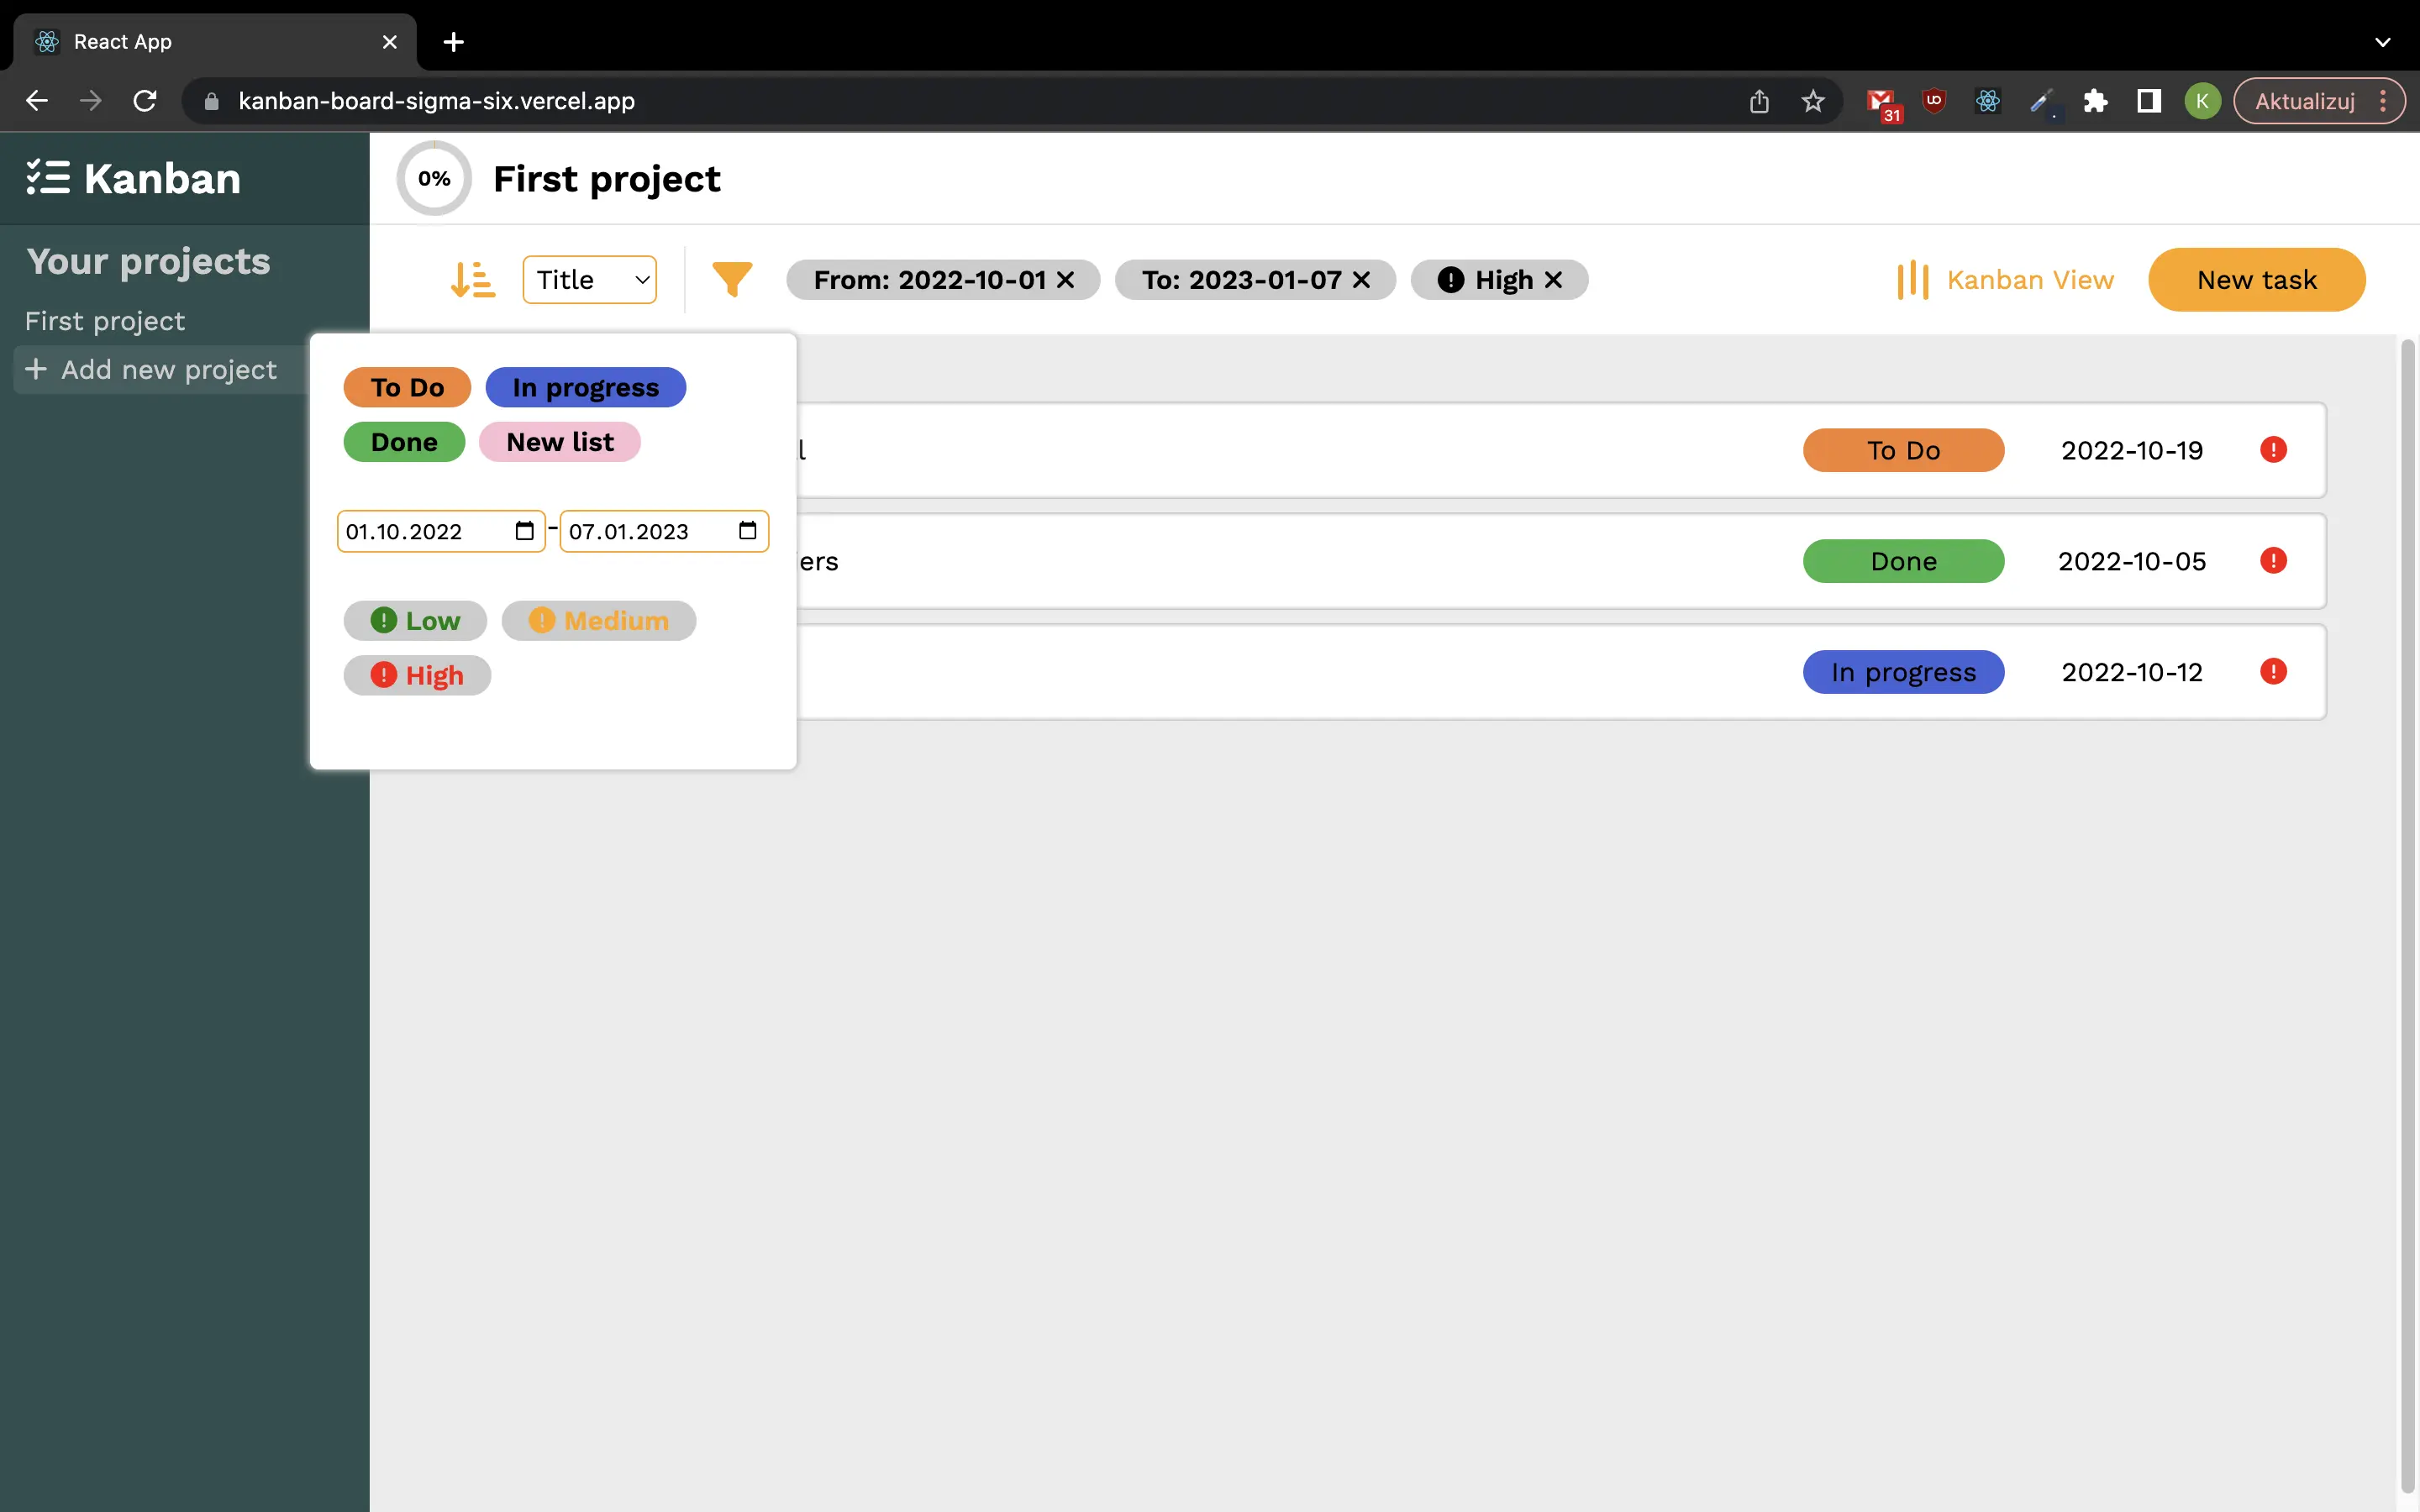 React App
kanban-board-sigma-six.vercel.app
31
K
Aktualizuj
Kanban
0%
First project
Your projects
First project
+ Add new project
Title
From: 2022-10-01 ×
To: 2023-01-07 ×
High ×
Kanban View
New task
To Do
In progress
Done
New list
01.10.2022 - 07.01.2023
Low
Medium
High
To Do 2022-10-19
Done 2022-10-05
In progress 2022-10-12